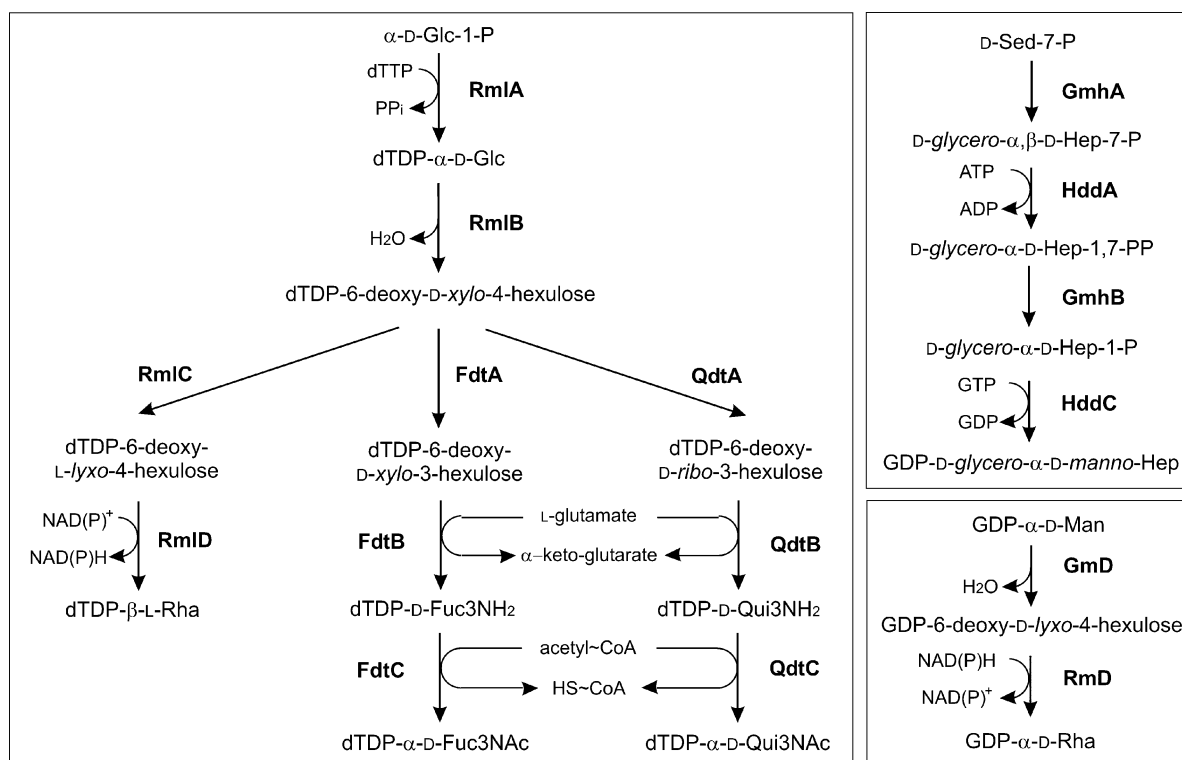 α-D-Glc-1-P
dTTP
RmlA
PPi
dTDP-α-D-Glc
RmlB
H2O
dTDP-6-deoxy-D-xylo-4-hexulose
RmlC
FdtA
QdtA
dTDP-6-deoxy-
L-lyxo-4-hexulose
dTDP-6-deoxy-
D-xylo-3-hexulose
dTDP-6-deoxy-
D-ribo-3-hexulose
NAD(P)+
RmlD
NAD(P)H
FdtB
L-glutamate
α–keto-glutarate
QdtB
dTDP-β-L-Rha
dTDP-D-Fuc3NH2
dTDP-D-Qui3NH2
FdtC
acetyl~CoA
HS~CoA
QdtC
dTDP-α-D-Fuc3NAc
dTDP-α-D-Qui3NAc
D-Sed-7-P
GmhA
D-glycero-α,β-D-Hep-7-P
ATP
HddA
ADP
D-glycero-α-D-Hep-1,7-PP
GmhB
D-glycero-α-D-Hep-1-P
GTP
HddC
GDP
GDP-D-glycero-α-D-manno-Hep
GDP-α-D-Man
GmD
H2O
GDP-6-deoxy-D-lyxo-4-hexulose
NAD(P)H
RmD
NAD(P)+
GDP-α-D-Rha